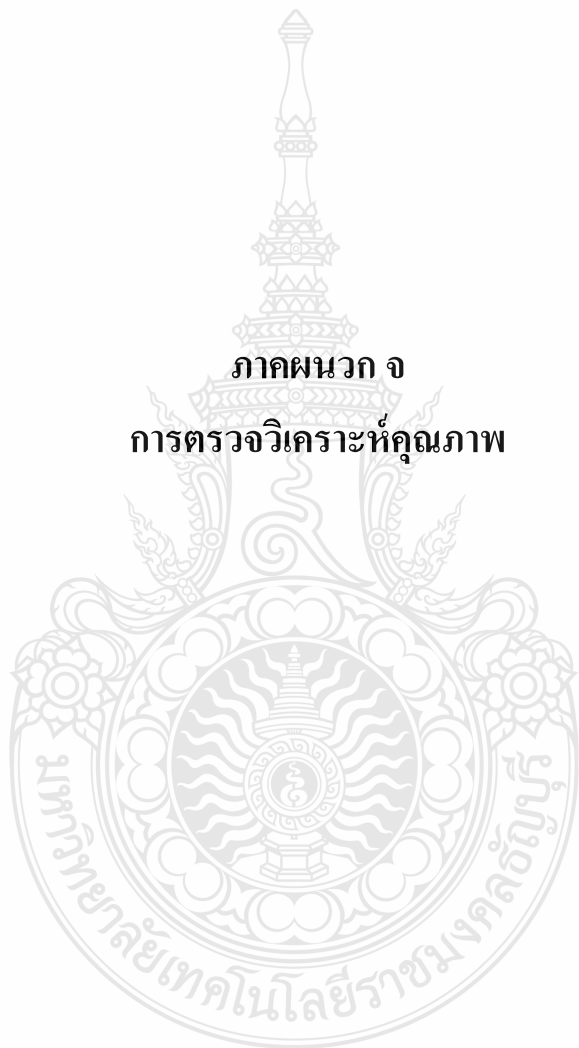 ภาคผนวก จ
การตรวจวิเคราะห์คุณภาพ
มหาวิทยาลัยเทคโนโลยีราชมงคลธัญบุรี